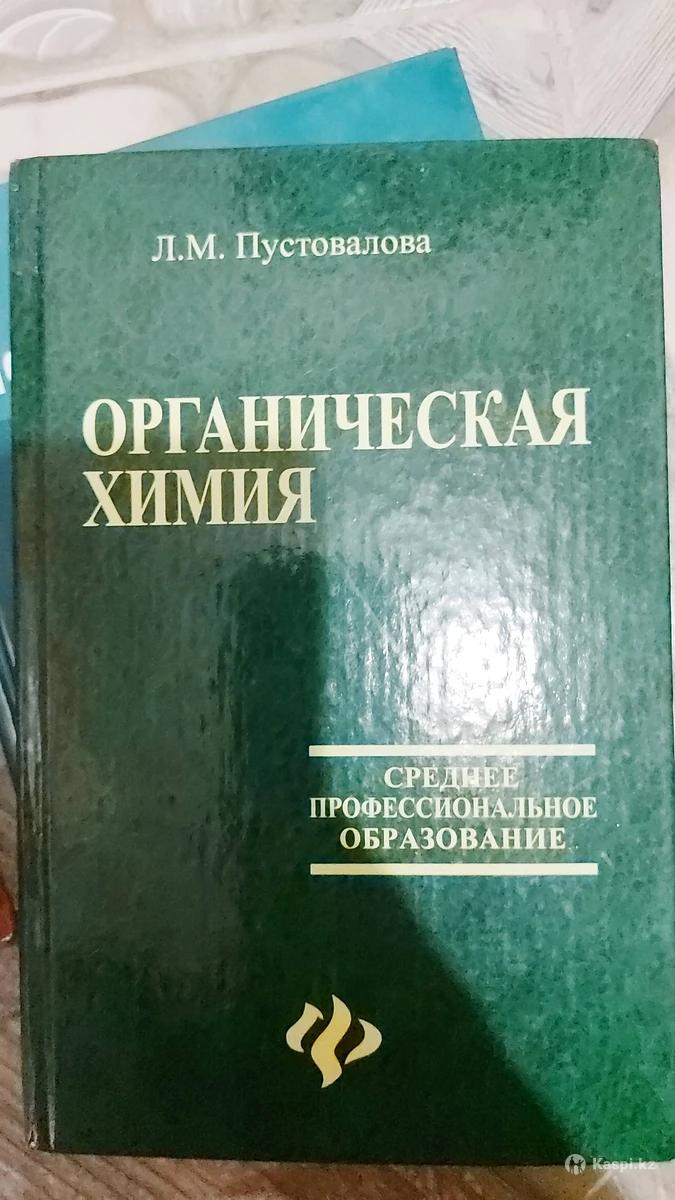 Л.М. Пустовалова
ОРГАНИЧЕСКАЯ
ХИМИЯ
СРЕДНЕЕ
ПРОФЕССИОНАЛЬНОЕ
ОБРАЗОВАНИЕ
Kaspi.kz